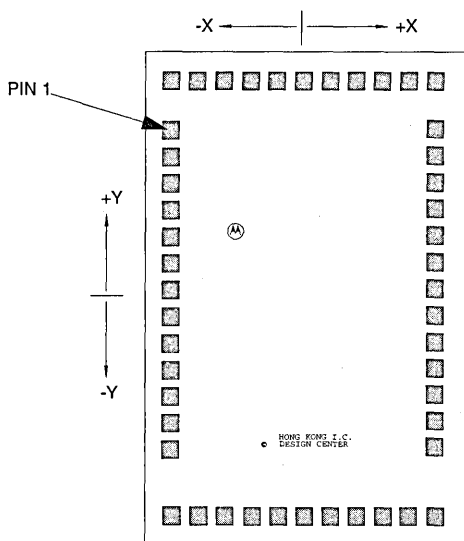 -X
+X
PIN 1
+Y
-Y
HONG KONG I.C.
© DESIGN CENTER